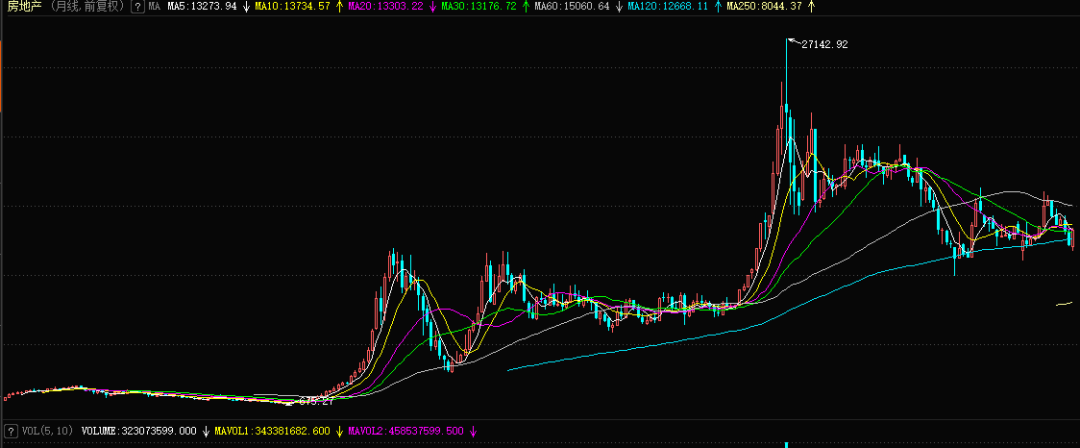 房地产 (月线,前复权) ? MA MA5:13273.94 ↓ MA10:13734.57 ↑ MA20:13303.22 ↓ MA30:13176.72 ↑ MA60:15060.64 ↓ MA120:12668.11 ↑ MA250:8044.37 ↑
27142.92
? VOL(5,10) VOLUME:323073599.000 ↓ MAVOL1:343381682.600 ↓ MAVOL2:458537599.500 ↓